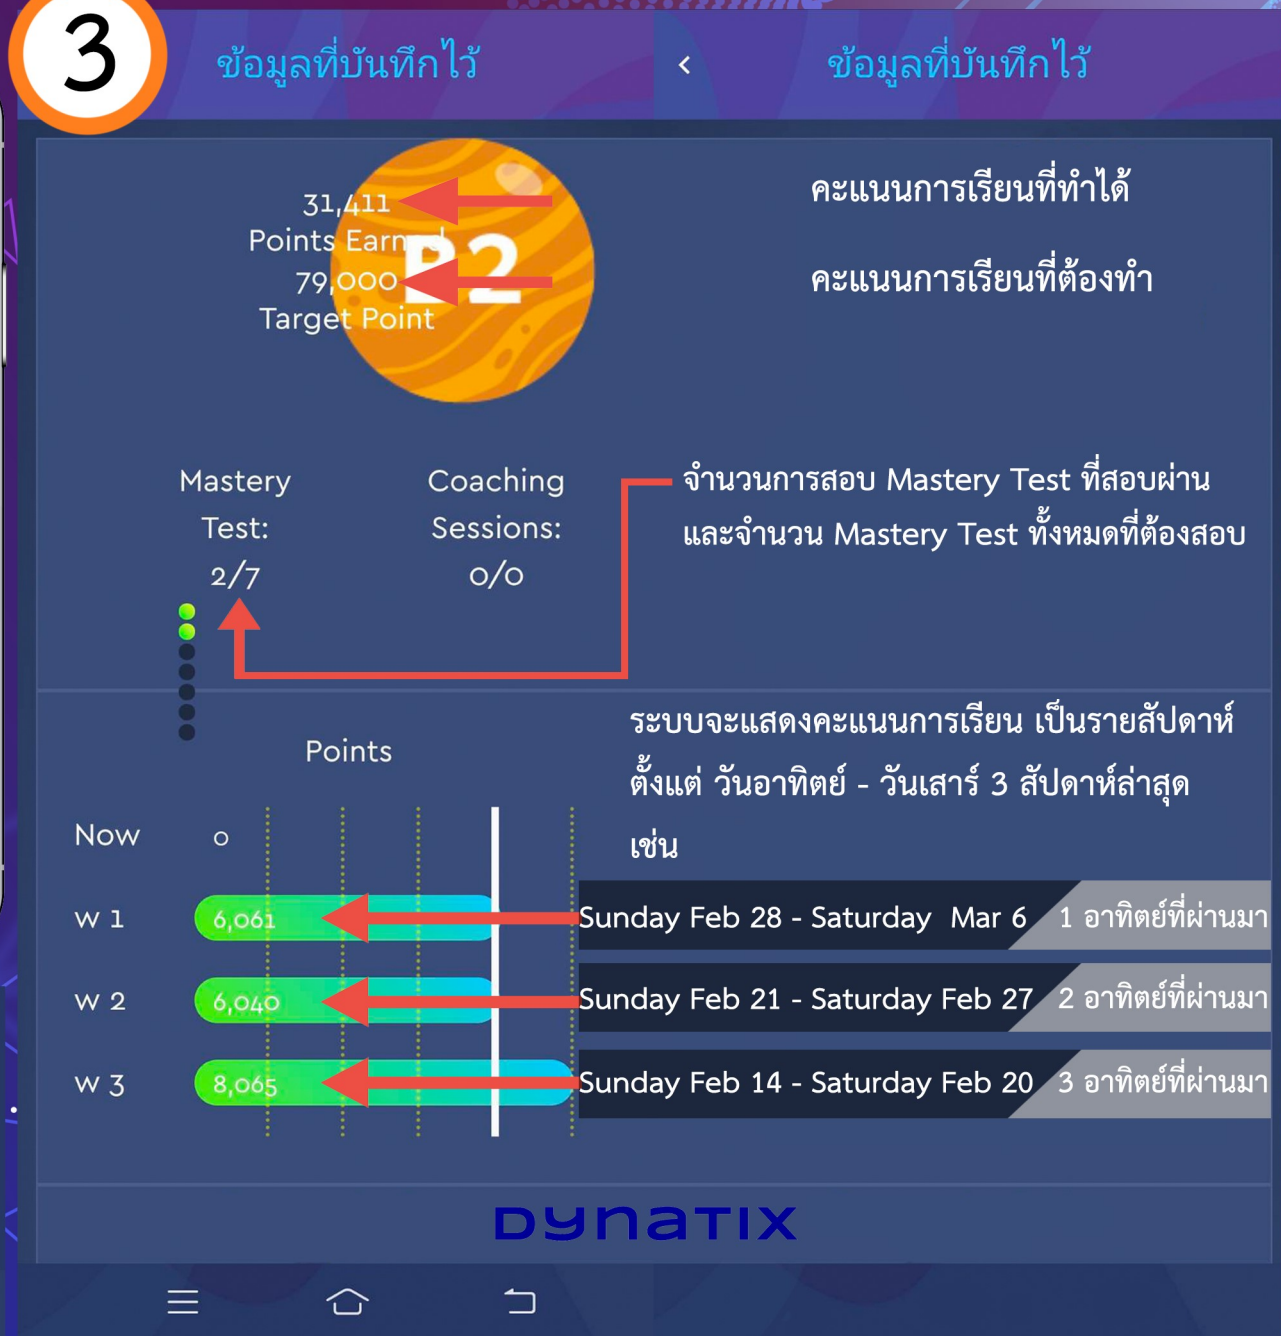 3
ข้อมูลที่บันทึกไว้
< ข้อมูลที่บันทึกไว้
31,411
Points Earned
79,000
Target Point
B2
คะแนนการเรียนที่ทำได้
คะแนนการเรียนที่ต้องทำ
Mastery
Test:
2/7
Coaching
Sessions:
0/0
จำนวนการสอบ Mastery Test ที่สอบผ่าน
และจำนวน Mastery Test ทั้งหมดที่ต้องสอบ
ระบบจะแสดงคะแนนการเรียน เป็นรายสัปดาห์
ตั้งแต่ วันอาทิตย์ - วันเสาร์ 3 สัปดาห์ล่าสุด
เช่น
Points
Now 0
W 1 6,061 Sunday Feb 28 - Saturday Mar 6 1 อาทิตย์ที่ผ่านมา
W 2 6,040 Sunday Feb 21 - Saturday Feb 27 2 อาทิตย์ที่ผ่านมา
W 3 8,065 Sunday Feb 14 - Saturday Feb 20 3 อาทิตย์ที่ผ่านมา
DYNATIX